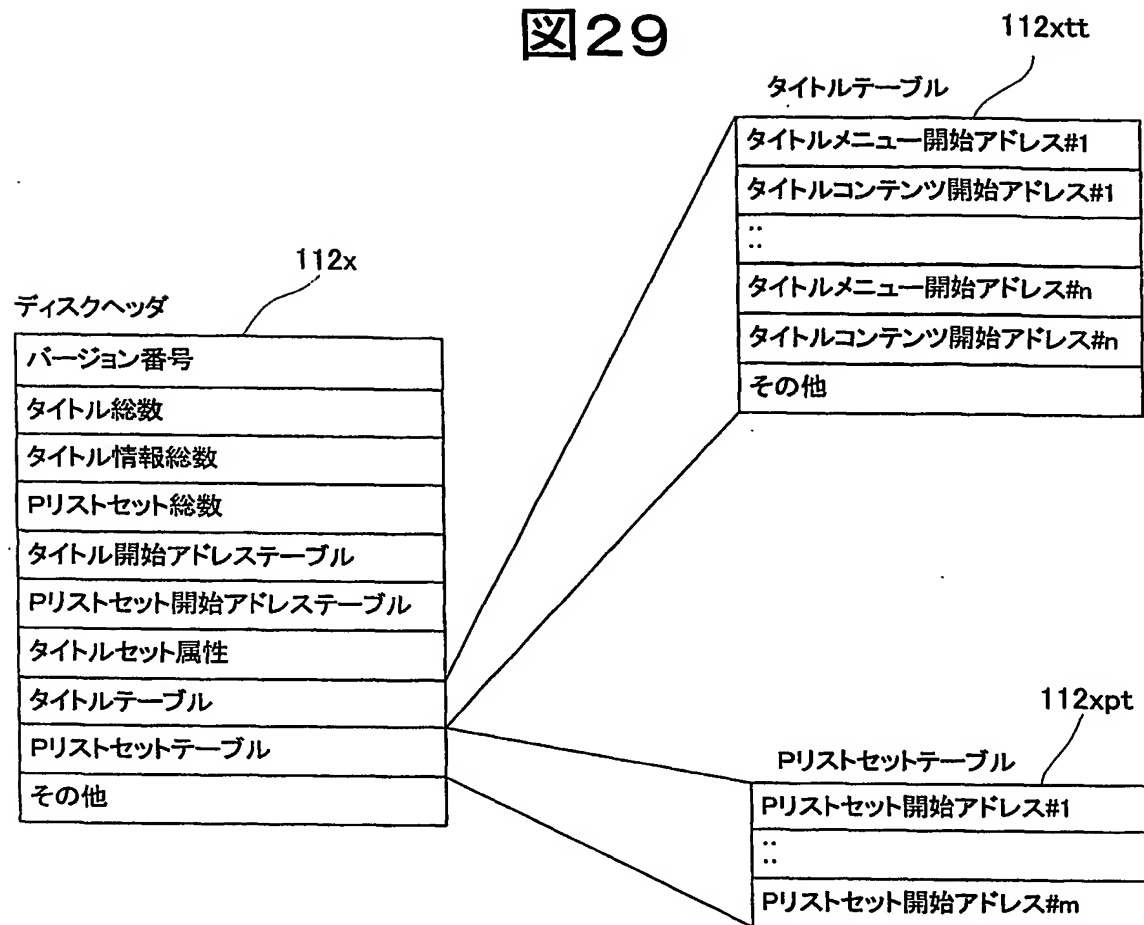 図29
112xtt
タイトルテーブル
タイトルメニュー開始アドレス#1
タイトルコンテンツ開始アドレス#1
::
タイトルメニュー開始アドレス#n
タイトルコンテンツ開始アドレス#n
その他
112x
ディスクヘッダ
バージョン番号
タイトル総数
タイトル情報総数
Pリストセット総数
タイトル開始アドレステーブル
Pリストセット開始アドレステーブル
タイトルセット属性
タイトルテーブル
Pリストセットテーブル
その他
112xpt
Pリストセットテーブル
Pリストセット開始アドレス#1
::
Pリストセット開始アドレス#m